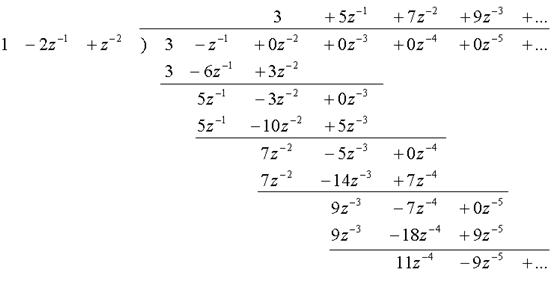 3 + 5z⁻¹ + 7z⁻² + 9z⁻³ + ...
1 − 2z⁻¹ + z⁻² ) 3 − z⁻¹ + 0z⁻² + 0z⁻³ + 0z⁻⁴ + 0z⁻⁵ + ...
3 − 6z⁻¹ + 3z⁻²
5z⁻¹ − 3z⁻² + 0z⁻³
5z⁻¹ − 10z⁻² + 5z⁻³
7z⁻² − 5z⁻³ + 0z⁻⁴
7z⁻² − 14z⁻³ + 7z⁻⁴
9z⁻³ − 7z⁻⁴ + 0z⁻⁵
9z⁻³ − 18z⁻⁴ + 9z⁻⁵
11z⁻⁴ − 9z⁻⁵ + ...